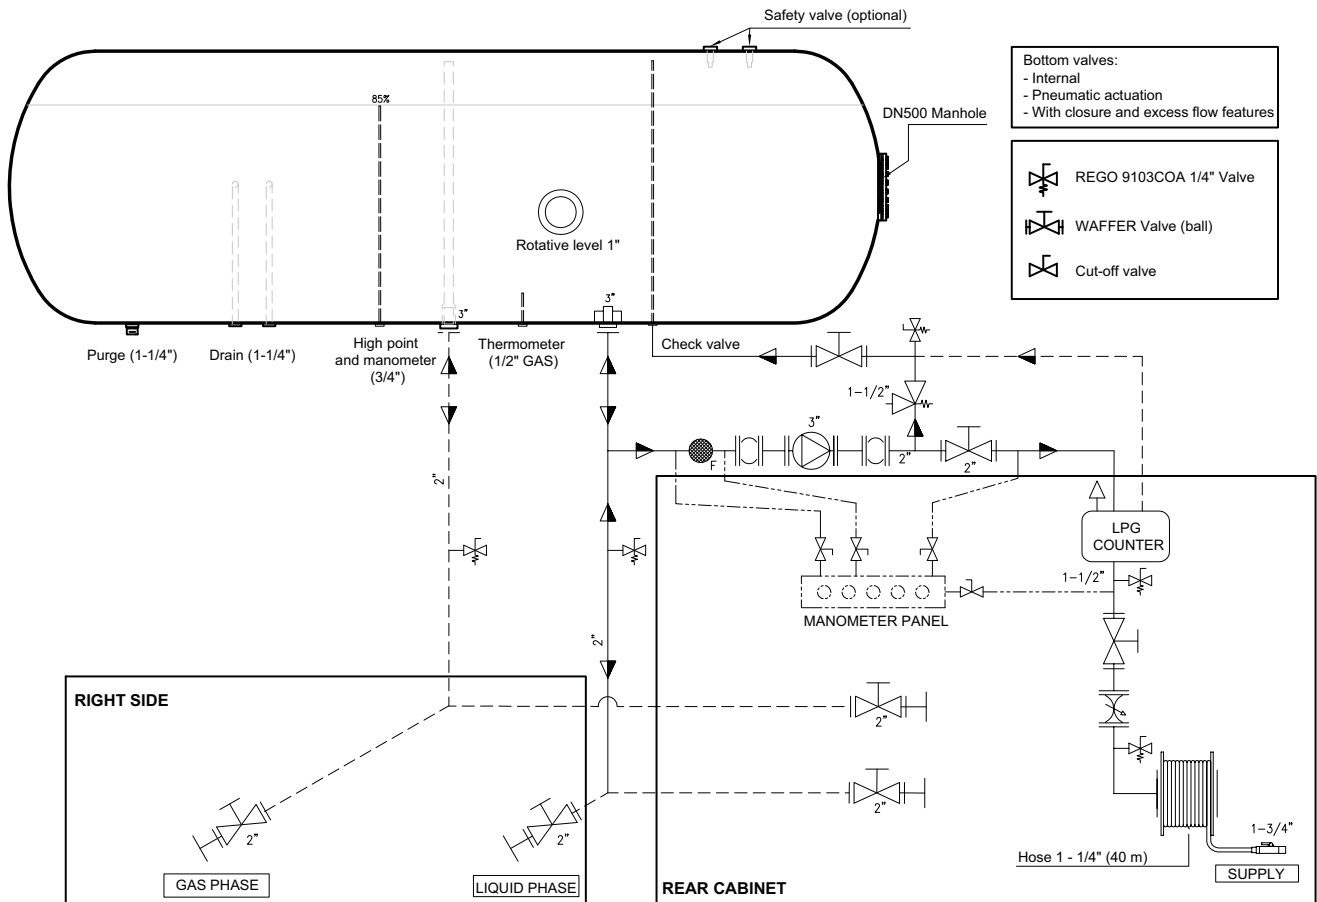 Safety valve (optional)
Bottom valves:
- Internal
- Pneumatic actuation
- With closure and excess flow features
85%
DN500 Manhole
REGO 9103COA 1/4" Valve
WAFFER Valve (ball)
Cut-off valve
Rotative level 1"
3"
3"
Purge (1-1/4")
Drain (1-1/4")
High point
and manometer
(3/4")
Thermometer
(1/2" GAS)
Check valve
1-1/2"
3"
F
2"
2"
2"
LPG
COUNTER
1-1/2"
MANOMETER PANEL
2"
RIGHT SIDE
2"
2"
2"
2"
1-3/4"
Hose 1 - 1/4" (40 m)
SUPPLY
GAS PHASE
LIQUID PHASE
REAR CABINET